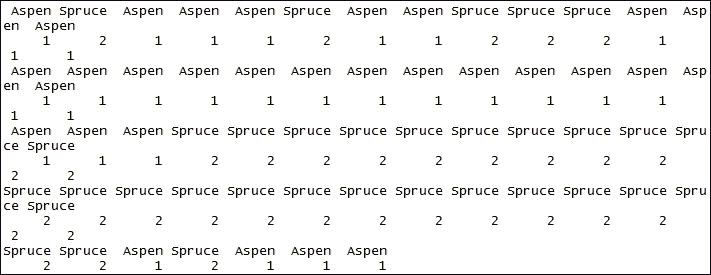 Aspen Spruce Aspen Aspen Aspen Spruce Aspen Aspen Spruce Spruce Spruce Aspen Asp
en Aspen
1 2 1 1 1 2 1 1 2 2 2 1
1 1
Aspen Aspen Aspen Aspen Aspen Aspen Aspen Aspen Aspen Aspen Aspen Aspen Asp
en Aspen
1 1 1 1 1 1 1 1 1 1 1 1
1 1
Aspen Aspen Aspen Spruce Spruce Spruce Spruce Spruce Spruce Spruce Spruce Spruce Spru
ce Spruce
1 1 1 2 2 2 2 2 2 2 2 2
2 2
Spruce Spruce Spruce Spruce Spruce Spruce Spruce Spruce Spruce Spruce Spruce Spruce Spru
ce Spruce
2 2 2 2 2 2 2 2 2 2 2 2
2 2
Spruce Spruce Aspen Spruce Aspen Aspen Aspen
2 2 1 2 1 1 1